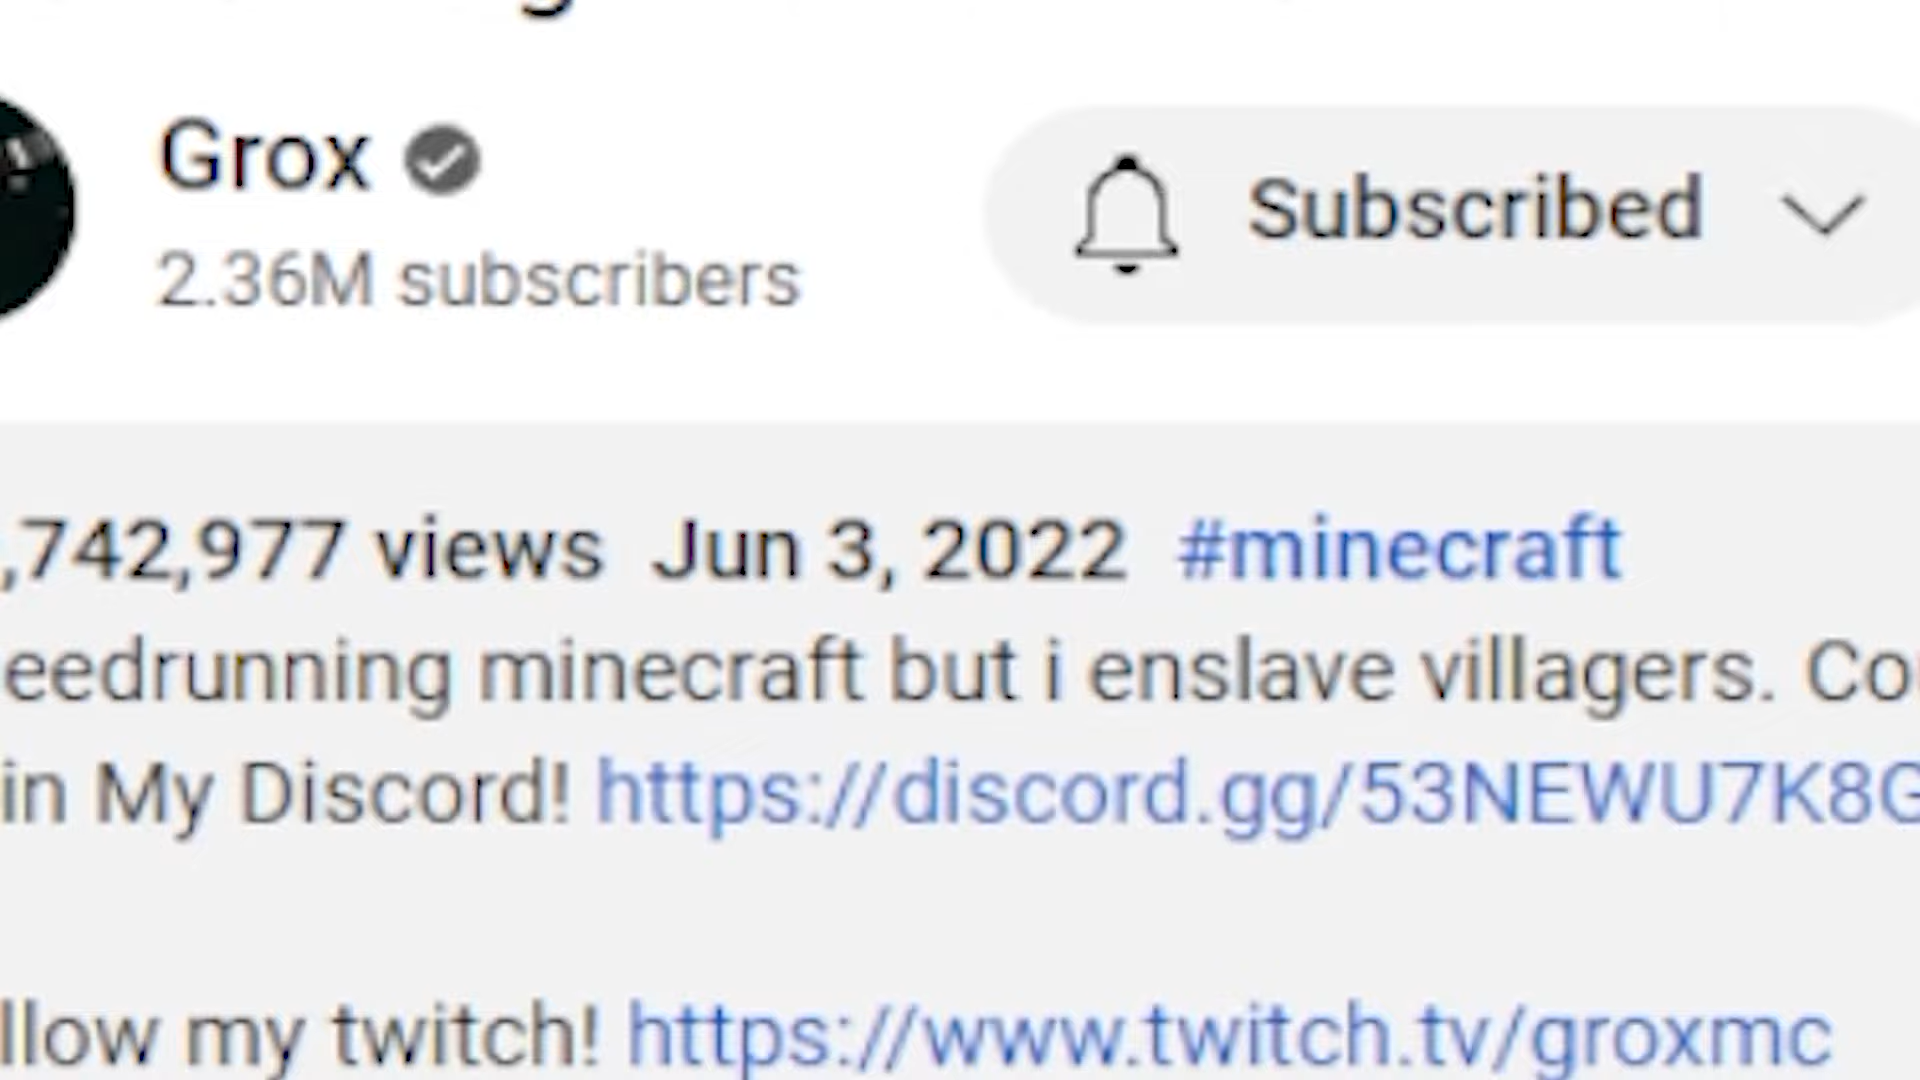 Grox
2.36M subscribers
Subscribed
,742,977 views Jun 3, 2022 #minecraft
eedrunning minecraft but i enslave villagers. Co
in My Discord! https://discord.gg/53NEWU7K8G
llow my twitch! https://www.twitch.tv/groxmc